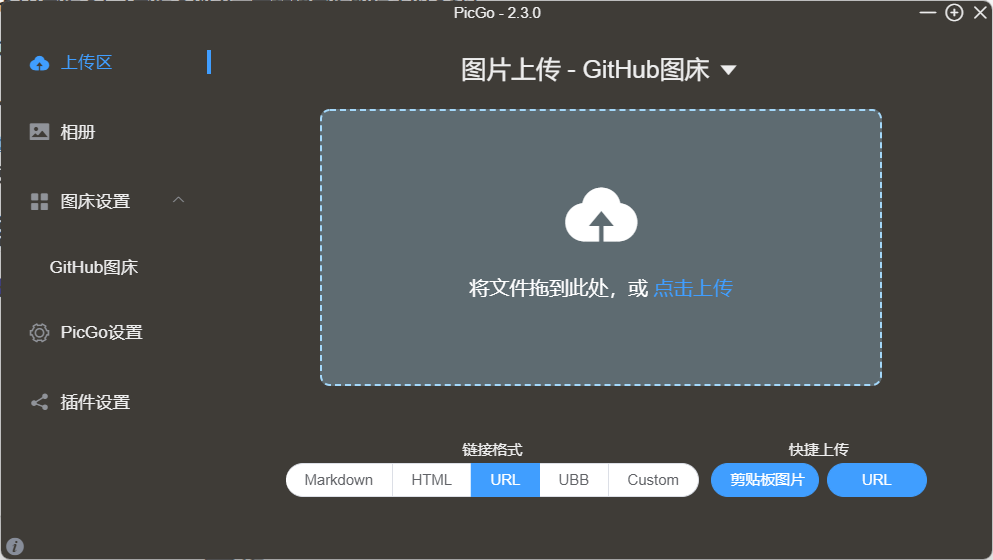 PicGo - 2.3.0
上传区
相册
图床设置
GitHub图床
PicGo设置
插件设置
图片上传 - GitHub图床
将文件拖到此处，或 点击上传
链接格式
快捷上传
Markdown HTML URL UBB Custom
剪贴板图片 URL